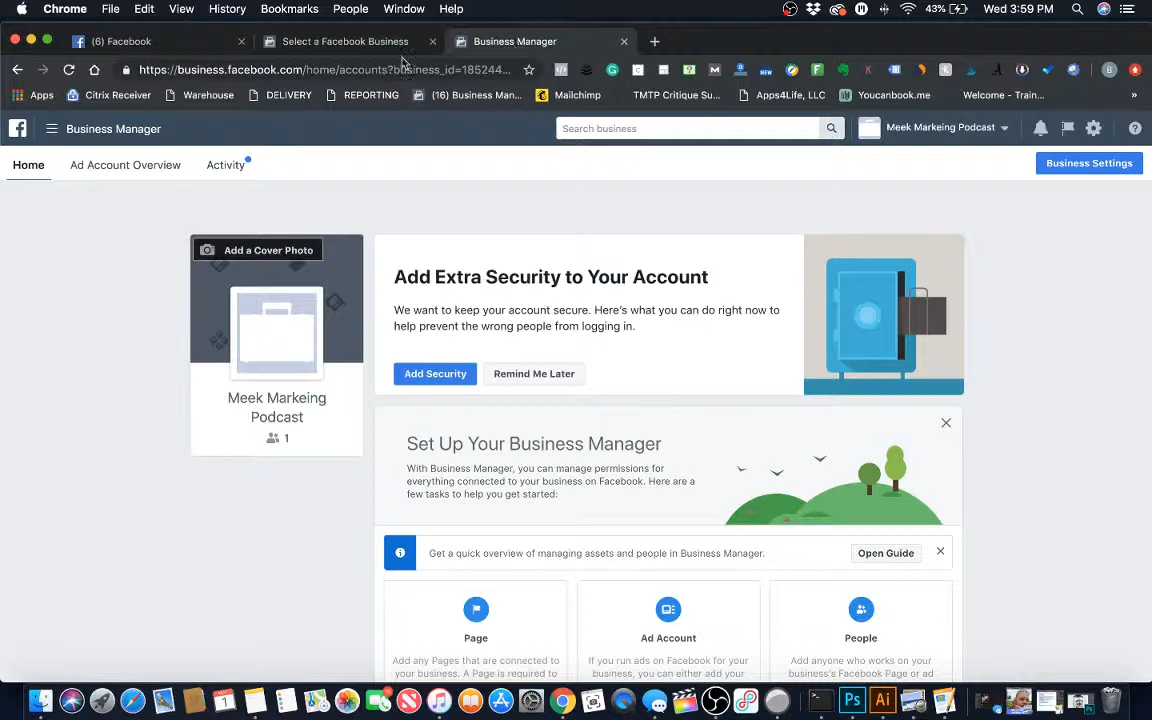 Chrome File Edit View History Bookmarks People Window Help 43% Wed 3:59 PM
(6) Facebook Select a Facebook Business Business Manager
https://business.facebook.com/home/accounts?business_id=185244...
Apps Citrix Receiver Warehouse DELIVERY REPORTING (16) Business Man... Mailchimp TMTP Critique Su... Apps4Life, LLC Youcanbook.me Welcome - Train... »
Business Manager Search business Meek Markeing Podcast
Home Ad Account Overview Activity Business Settings
Add a Cover Photo
Meek Markeing
Podcast
1
Add Extra Security to Your Account
We want to keep your account secure. Here's what you can do right now to
help prevent the wrong people from logging in.
Add Security Remind Me Later
Set Up Your Business Manager
With Business Manager, you can manage permissions for
everything connected to your business on Facebook. Here are a
few tasks to help you get started:
Get a quick overview of managing assets and people in Business Manager. Open Guide
Page Ad Account People
Add any Pages that are connected to If you run ads on Facebook for your Add anyone who works on your
your business. A Page is required to business, you can either add your business's Facebook Page or ad